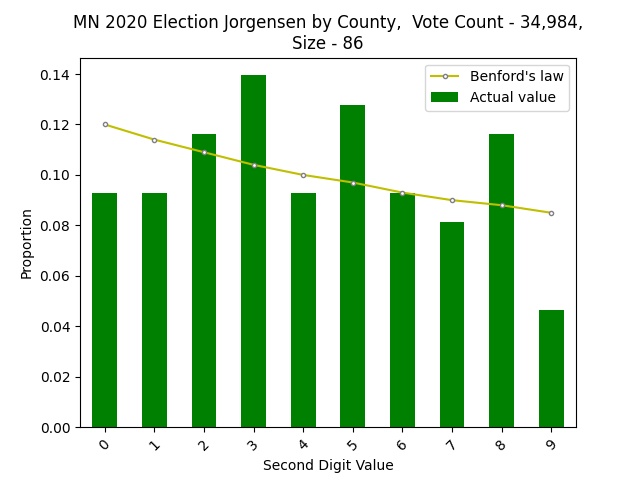 MN 2020 Election Jorgensen by County,  Vote Count - 34,984,
Size - 86
Benford's law
Actual value
0.14
0.12
0.10
0.08
0.06
0.04
0.02
0.00
Proportion
0 1 2 3 4 5 6 7 8 9
Second Digit Value